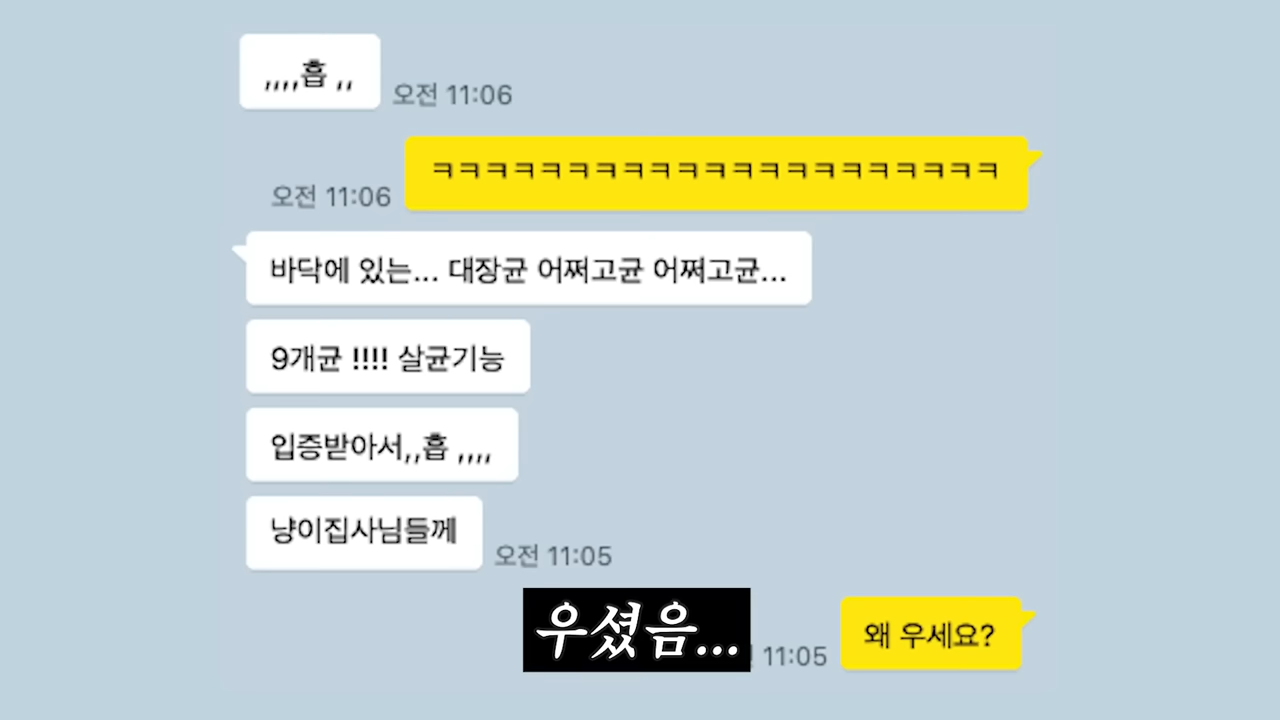 ,,,,흡 ,,
오전 11:06
ㅋㅋㅋㅋㅋㅋㅋㅋㅋㅋㅋㅋㅋㅋㅋㅋㅋㅋㅋㅋㅋ
오전 11:06
바닥에 있는... 대장균 어쩌고균 어쩌고균...
9개균 !!!! 살균기능
입증받아서,,흡 ,,,,
냥이집사님들께
오전 11:05
우셨음...
11:05
왜 우세요?